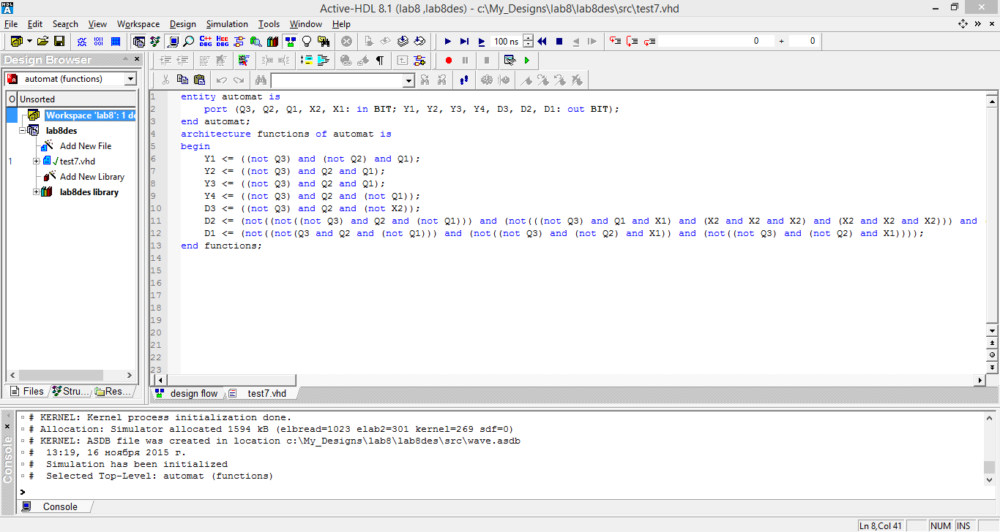 Active-HDL 8.1 (lab8 ,lab8des) - c:\My_Designs\lab8\lab8des\src\test7.vhd
File Edit Search View Workspace Design Simulation Tools Window Help
100 ns 0 + 0
Design Browser
automat (functions)
O Unsorted
Workspace 'lab8': 1 de
lab8des
Add New File
1 test7.vhd
Add New Library
lab8des library
Files Stru... Res...
1 entity automat is
2 port (Q3, Q2, Q1, X2, X1: in BIT; Y1, Y2, Y3, Y4, D3, D2, D1: out BIT);
3 end automat;
4 architecture functions of automat is
5 begin
6 Y1 <= ((not Q3) and (not Q2) and Q1);
7 Y2 <= ((not Q3) and Q2 and Q1);
8 Y3 <= ((not Q3) and Q2 and Q1);
9 Y4 <= ((not Q3) and Q2 and (not Q1));
10 D3 <= ((not Q3) and Q2 and (not X2));
11 D2 <= (not((not((not Q3) and Q2 and (not Q1))) and (not(((not Q3) and Q1 and X1) and (X2 and X2 and X2) and (X2 and X2 and X2))) and (
12 D1 <= (not((not(Q3 and Q2 and (not Q1))) and (not((not Q3) and (not Q2) and X1)) and (not((not Q3) and (not Q2) and X1))));
13 end functions;
14
15
16
17
18
19
20
21
22
23
design flow test7.vhd
# KERNEL: Kernel process initialization done.
# Allocation: Simulator allocated 1594 kB (elbread=1023 elab2=301 kernel=269 sdf=0)
# KERNEL: ASDB file was created in location c:\My_Designs\lab8\lab8des\src\wave.asdb
# 13:19, 16 ноября 2015 г.
# Simulation has been initialized
# Selected Top-Level: automat (functions)
>
Console
Console
Ln 8,Col 41 NUM INS